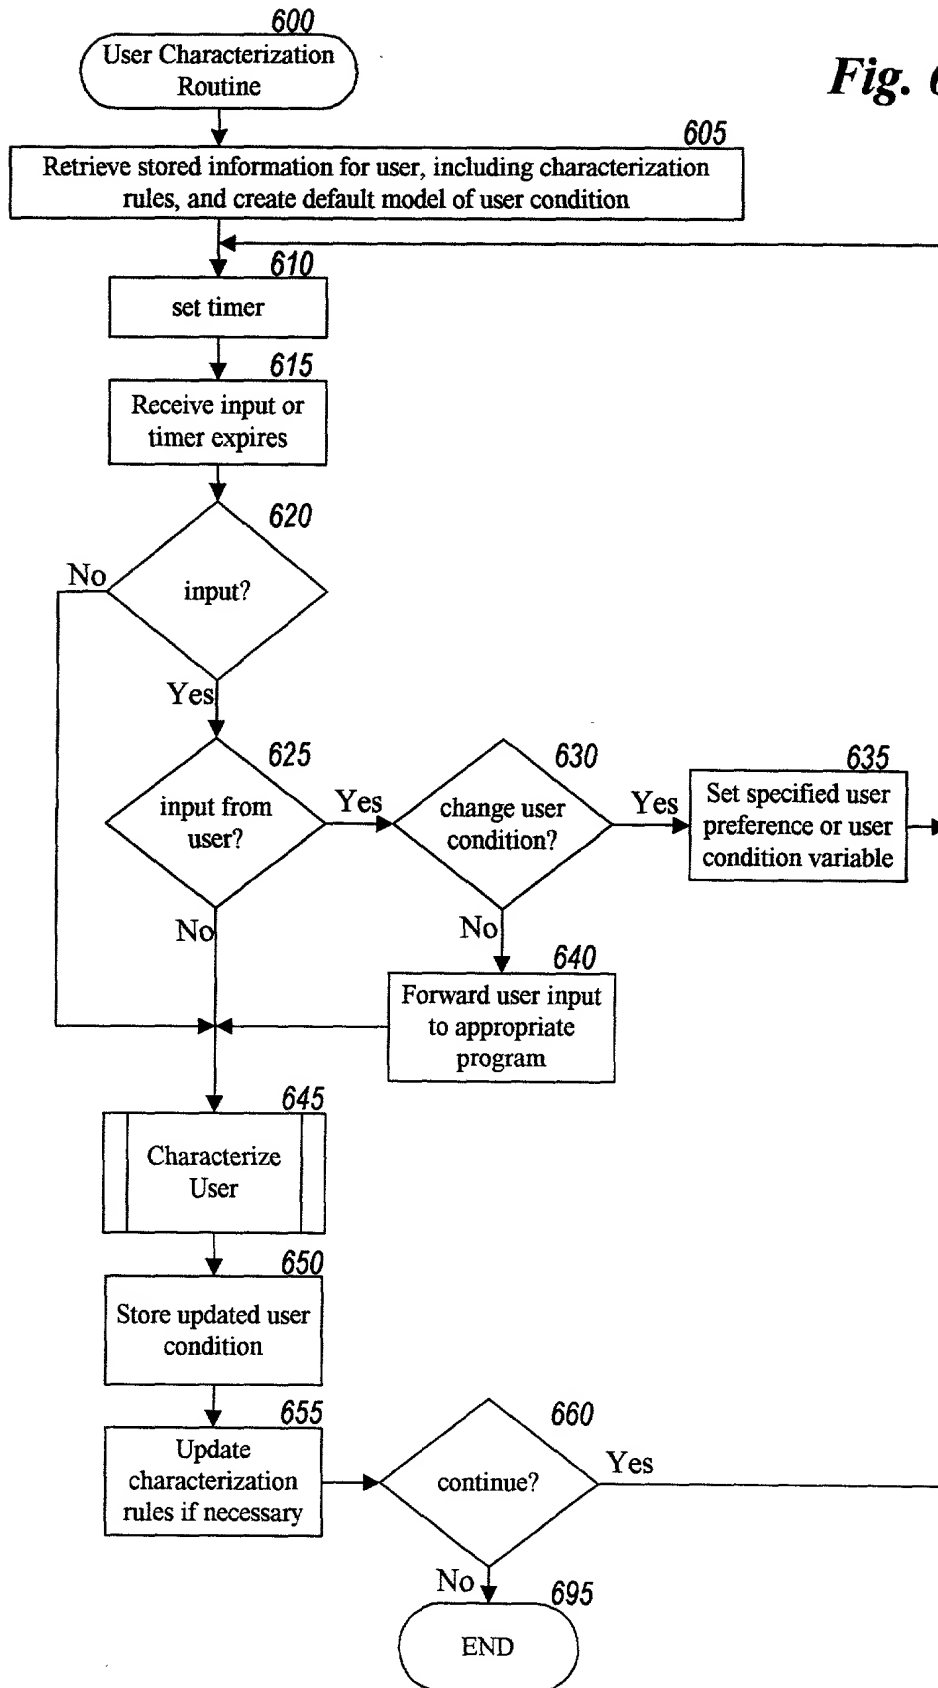 600
User Characterization
Routine
Fig. 6
605
Retrieve stored information for user, including characterization
rules, and create default model of user condition
610
set timer
615
Receive input or
timer expires
620
input?
No
Yes
625
input from
user?
Yes
630
change user
condition?
Yes
635
Set specified user
preference or user
condition variable
No
No
640
Forward user input
to appropriate
program
645
Characterize
User
650
Store updated user
condition
655
Update
characterization
rules if necessary
660
continue?
Yes
No
695
END